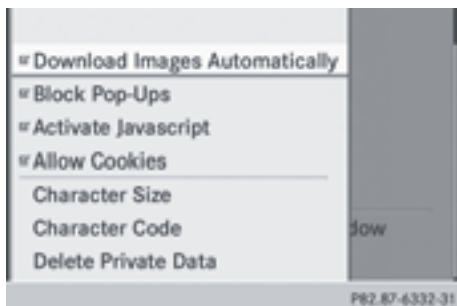 Download Images Automatically
Block Pop-Ups
Activate Javascript
Allow Cookies
Character Size
Character Code
dow
Delete Private Data
P82.87-6332-31